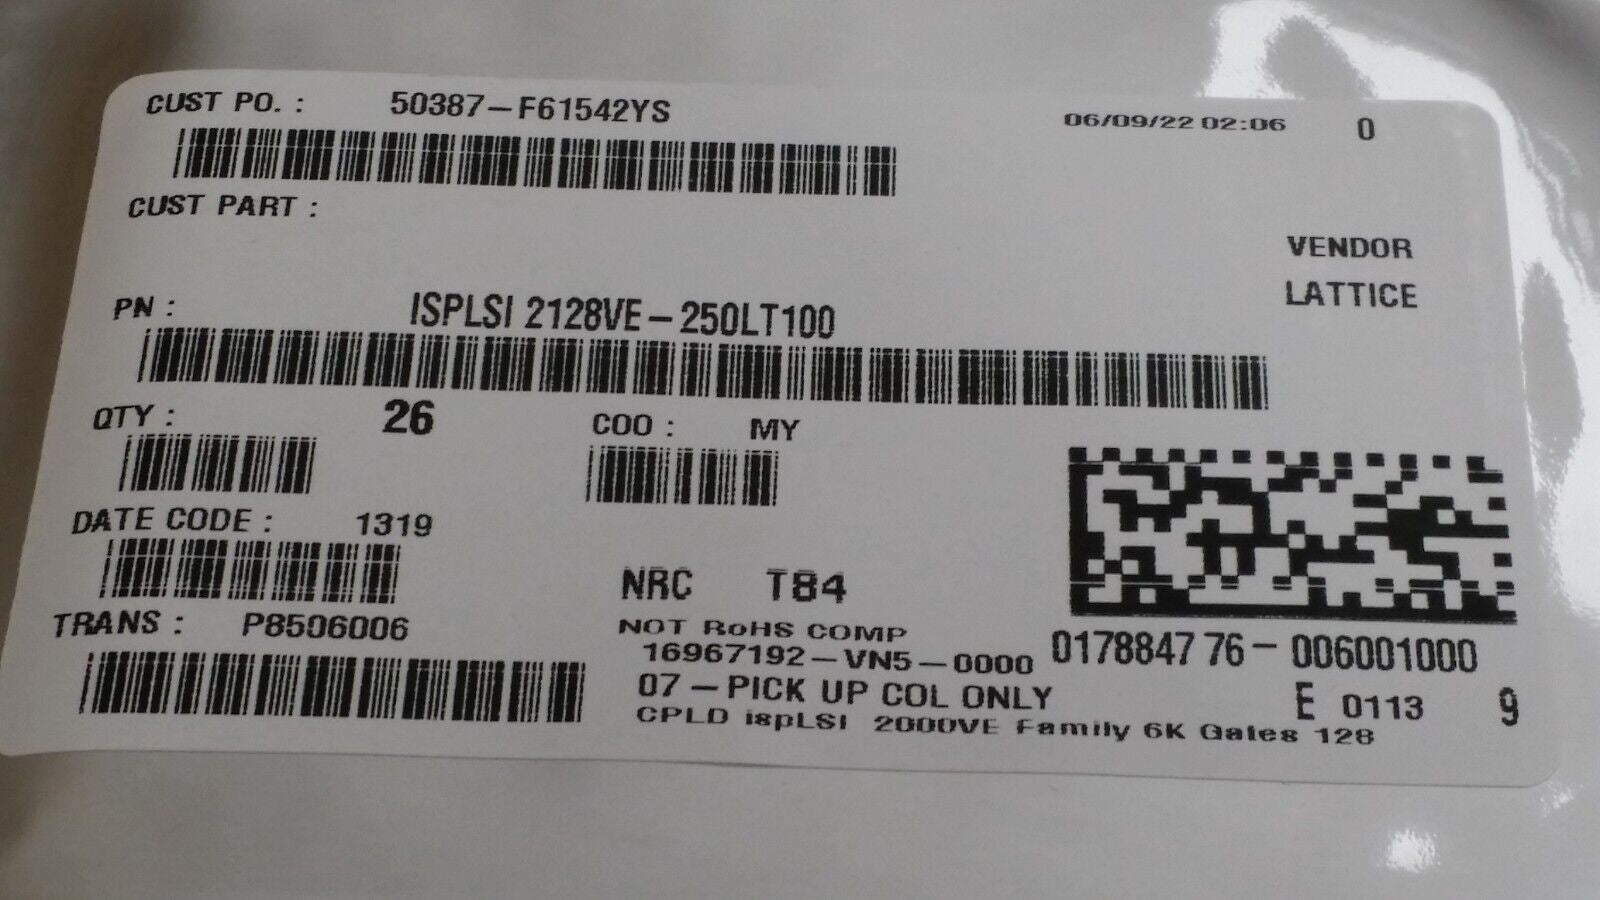 CUST PO. : 50387-F61542YS 06/09/22 02:06 0
CUST PART :
VENDOR
LATTICE
PN : ISPLSI 2128VE-250LT100
QTY : 26 COO : MY
DATE CODE : 1319
NRC T84
TRANS : P8506006
NOT RoHS COMP
16967192-VN5-0000 017884776-006001000
07-PICK UP COL ONLY E 0113 9
CPLD ispLSI 2000VE Family 6K Gates 128